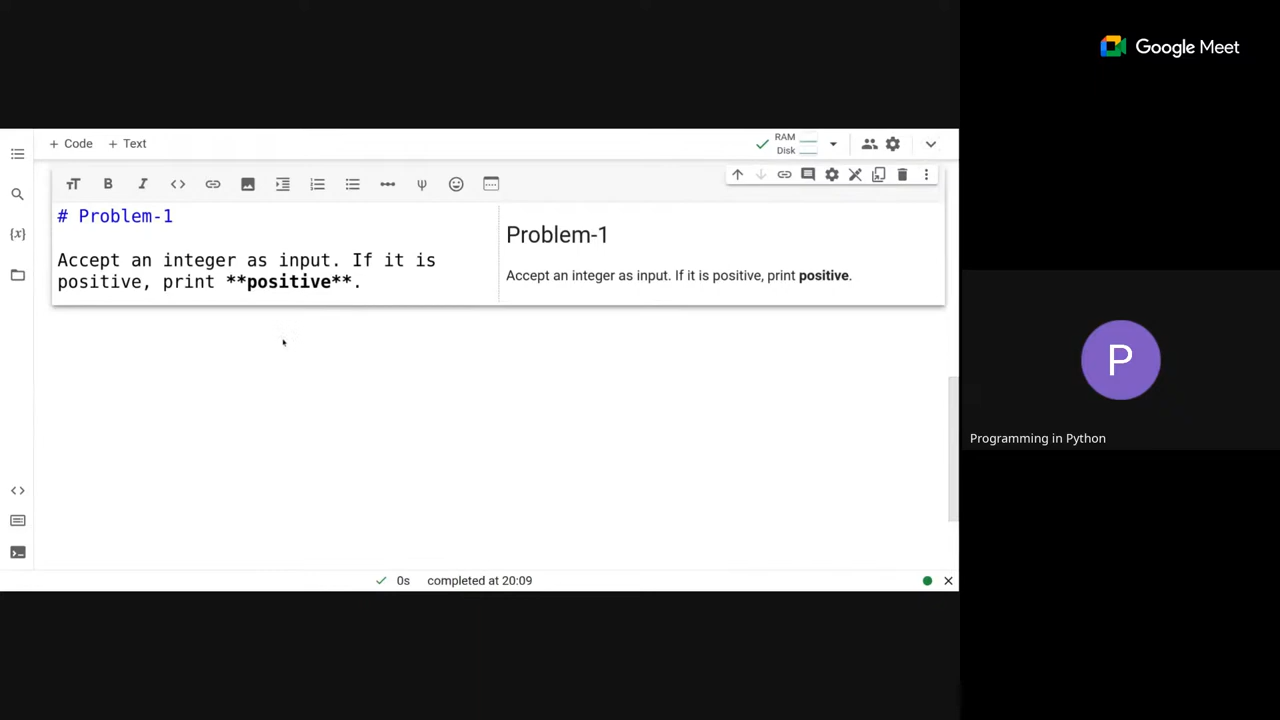 Google Meet
+ Code + Text
RAM
Disk
# Problem-1
Accept an integer as input. If it is
positive, print **positive**.
Problem-1
Accept an integer as input. If it is positive, print positive.
{x}
P
Programming in Python
0s completed at 20:09